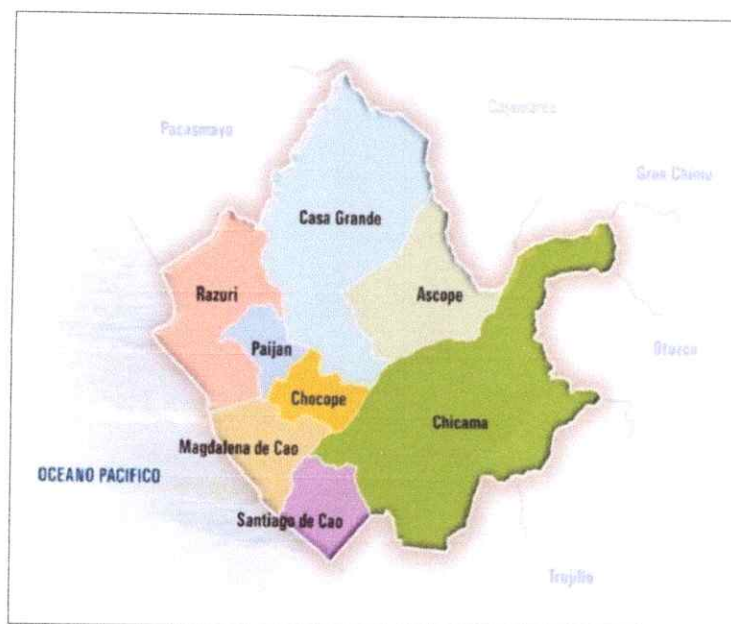 Cajamarca
Pacasmayo
Gran Chimu
Casa Grande
Razuri
Ascope
Paijan
Otuzco
Chocope
Chicama
Magdalena de Cao
OCEANO PACIFICO
Santiago de Cao
Trujillo